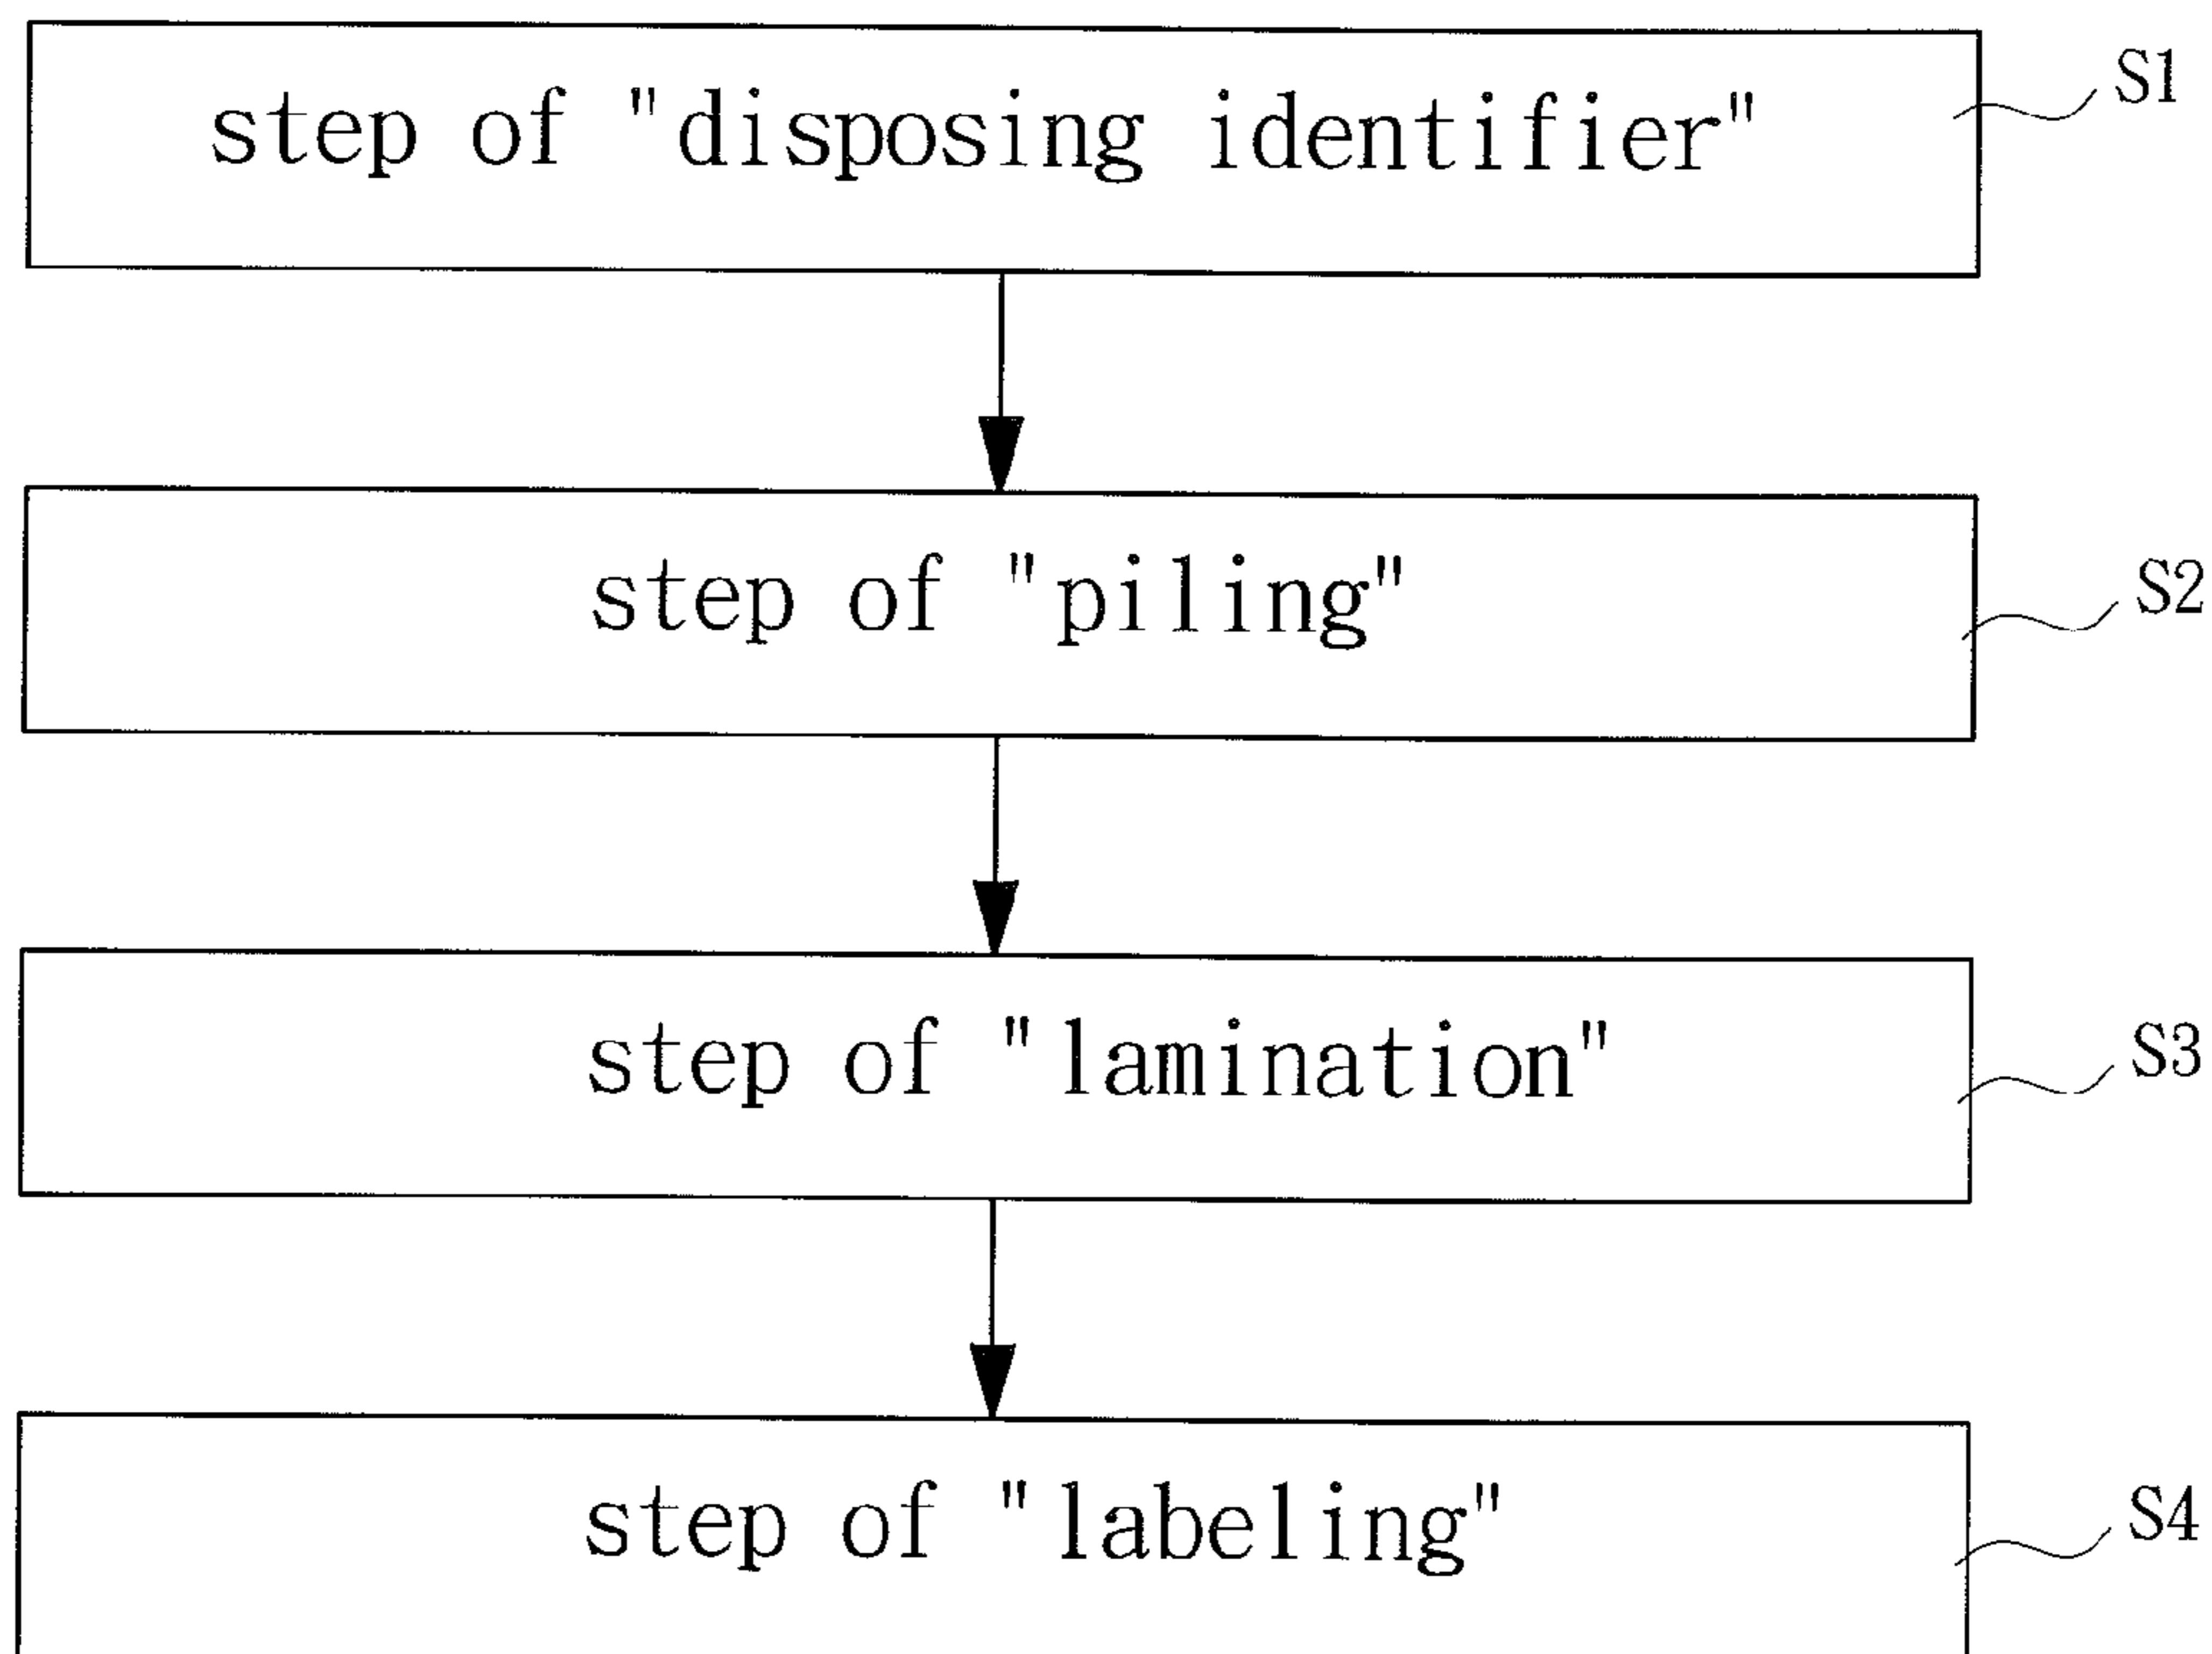 step of "disposing identifier"
S1
step of "piling"
S2
step of "lamination"
S3
step of "labeling"
S4